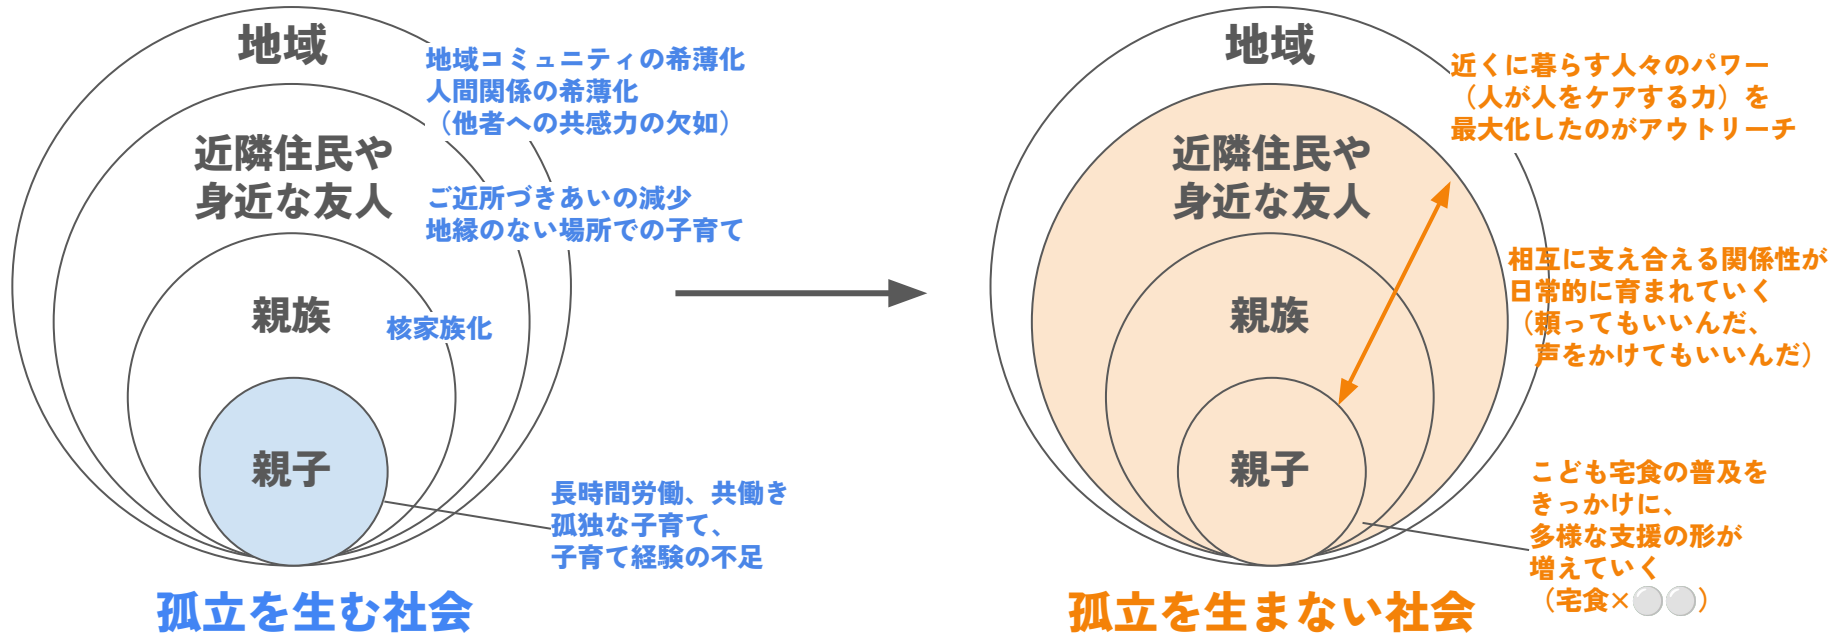 地域
地域コミュニティの希薄化
人間関係の希薄化
（他者への共感力の欠如）
近隣住民や
身近な友人
ご近所づきあいの減少
地縁のない場所での子育て
親族
核家族化
親子
長時間労働、共働き
孤独な子育て、
子育て経験の不足
孤立を生む社会
地域
近くに暮らす人々のパワー
（人が人をケアする力）を
最大化したのがアウトリーチ
近隣住民や
身近な友人
相互に支え合える関係性が
日常的に育まれていく
（頼ってもいいんだ、
声をかけてもいいんだ）
親族
親子
こども宅食の普及を
きっかけに、
多様な支援の形が
増えていく
（宅食×⚪⚪）
孤立を生まない社会